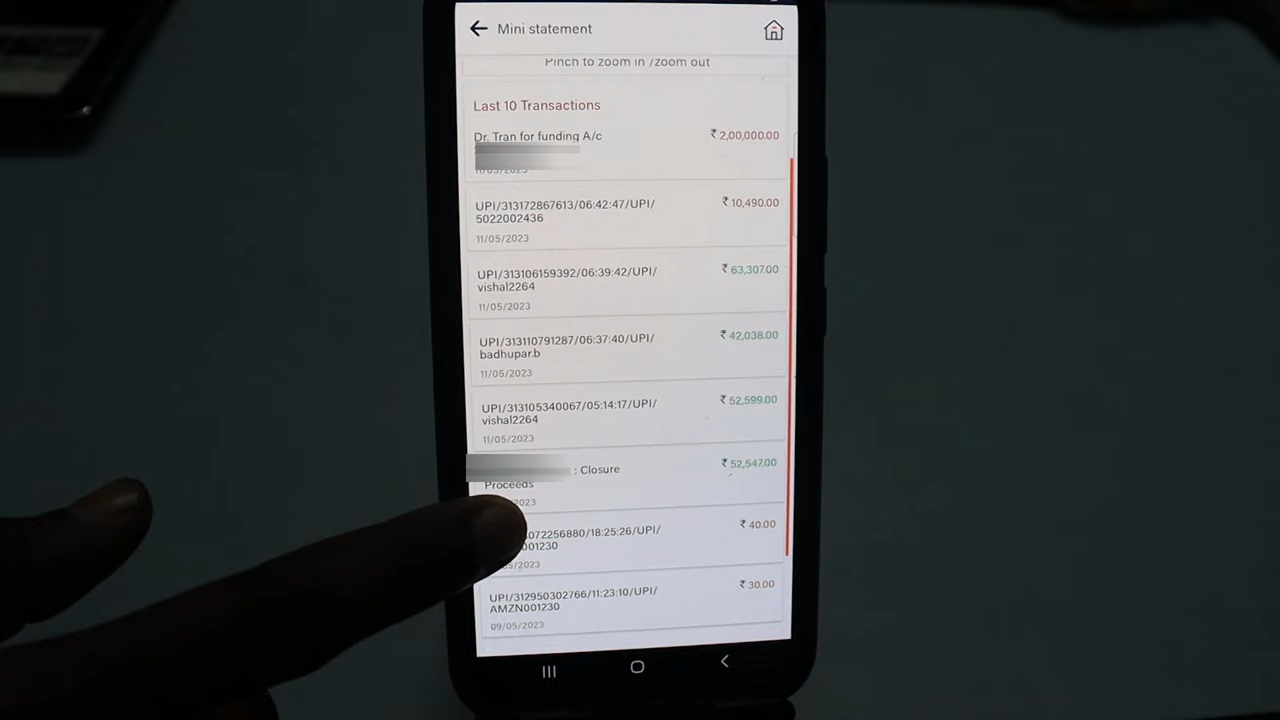 Mini statement
Pinch to zoom in /zoom out
Last 10 Transactions
Dr. Tran for funding A/c
₹ 2,00,000.00
11/05/2023
UPI/313172867613/06:42:47/UPI/
₹ 10,490.00
5022002436
11/05/2023
UPI/313106159392/06:39:42/UPI/
₹ 63,307.00
vishal2264
11/05/2023
UPI/313110791287/06:37:40/UPI/
₹ 42,038.00
badhupar.b
11/05/2023
UPI/313105340067/05:14:17/UPI/
₹ 52,599.00
vishal2264
11/05/2023
: Closure
₹ 52,547.00
Proceeds
2023
072256880/18:25:26/UPI/
₹ 40.00
001230
5/2023
UPI/312950302766/11:23:10/UPI/
₹ 30.00
AMZN001230
09/05/2023